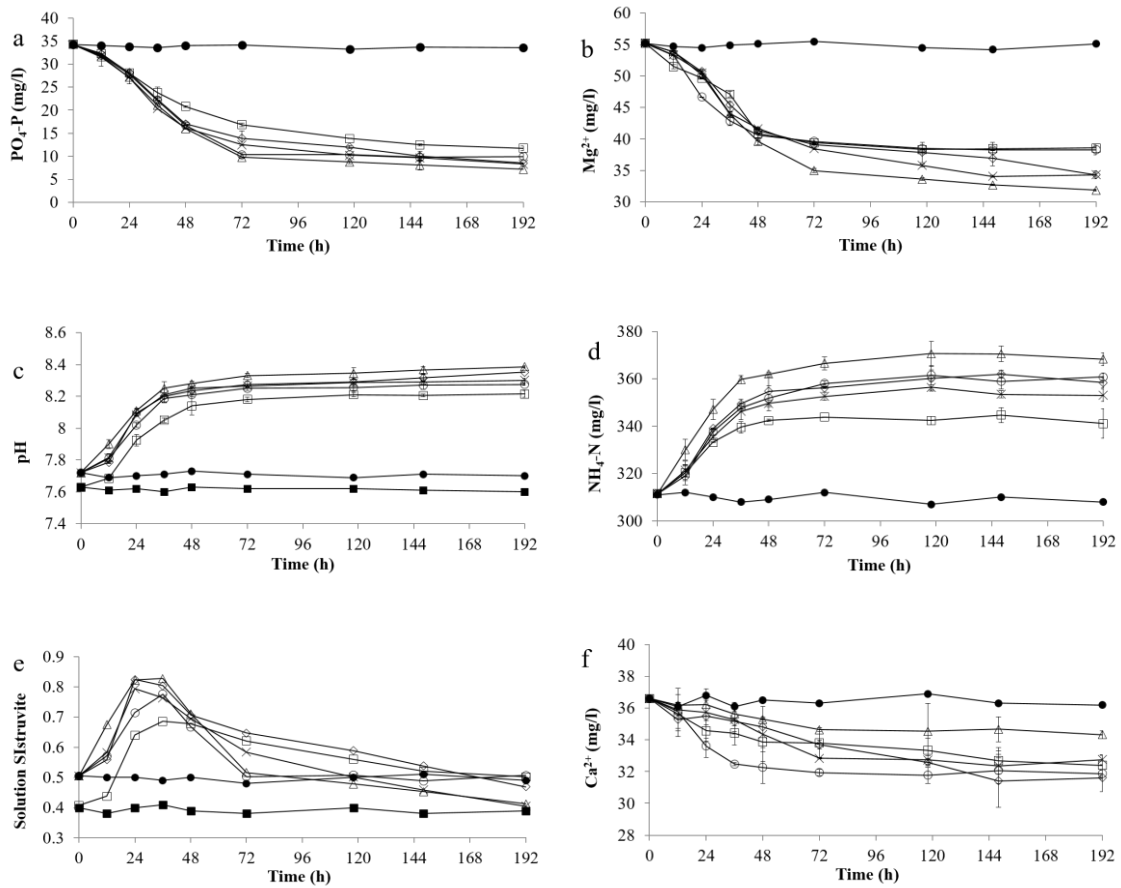 a
40
35
30
25
20
15
10
5
0
PO₄-P (mg/l)
0 24 48 72 96 120 144 168 192
Time (h)
b
60
55
50
45
40
35
30
Mg²⁺ (mg/l)
0 24 48 72 96 120 144 168 192
Time (h)
c
8.6
8.4
8.2
8
7.8
7.6
7.4
pH
0 24 48 72 96 120 144 168 192
Time (h)
d
380
360
340
320
300
NH₄-N (mg/l)
0 24 48 72 96 120 144 168 192
Time (h)
e
0.9
0.8
0.7
0.6
0.5
0.4
0.3
Solution SIstruvite
0 24 48 72 96 120 144 168 192
Time (h)
f
40
38
36
34
32
30
28
Ca²⁺ (mg/l)
0 24 48 72 96 120 144 168 192
Time (h)